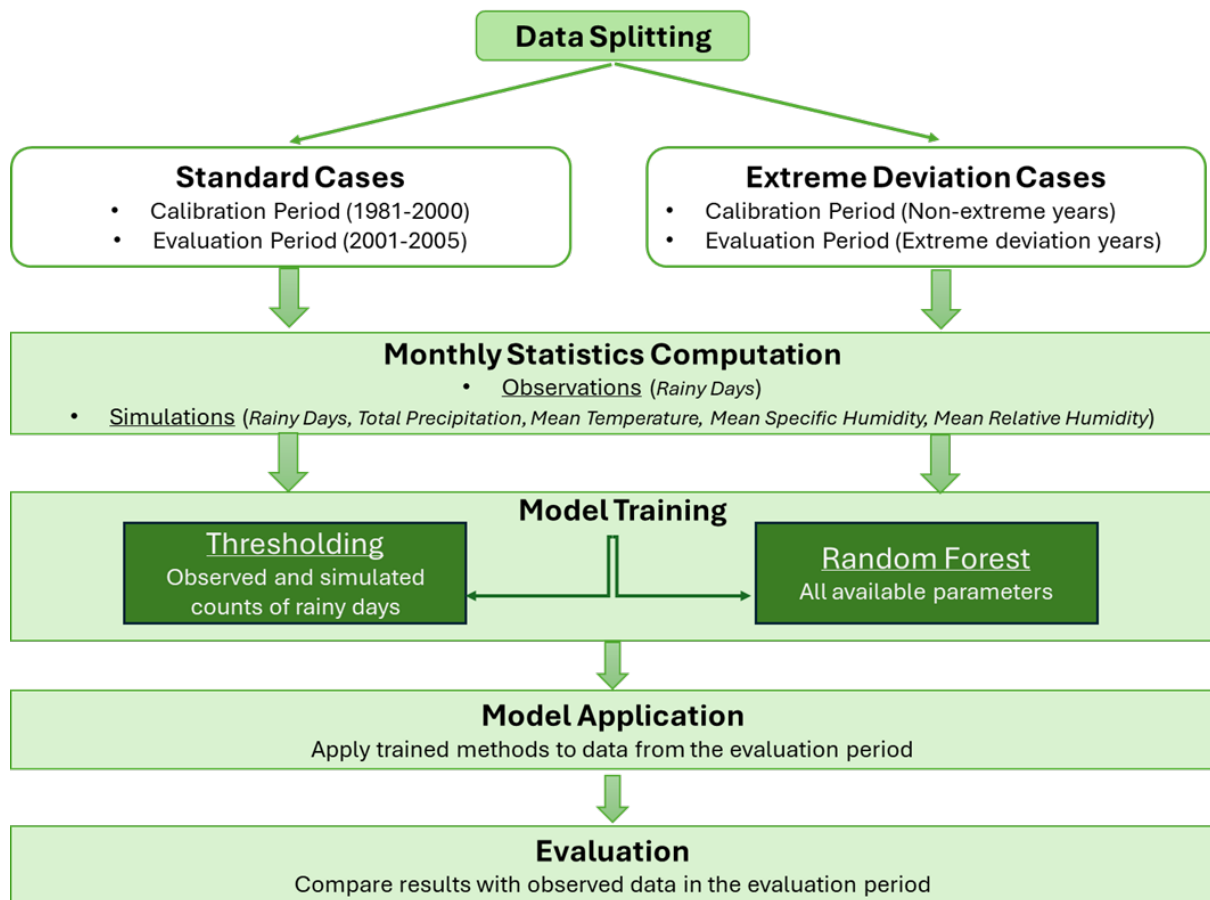 Data Splitting
Standard Cases
• Calibration Period (1981-2000)
• Evaluation Period (2001-2005)
Extreme Deviation Cases
• Calibration Period (Non-extreme years)
• Evaluation Period (Extreme deviation years)
Monthly Statistics Computation
• Observations (Rainy Days)
• Simulations (Rainy Days, Total Precipitation, Mean Temperature, Mean Specific Humidity, Mean Relative Humidity)
Model Training
Thresholding
Observed and simulated
counts of rainy days
Random Forest
All available parameters
Model Application
Apply trained methods to data from the evaluation period
Evaluation
Compare results with observed data in the evaluation period